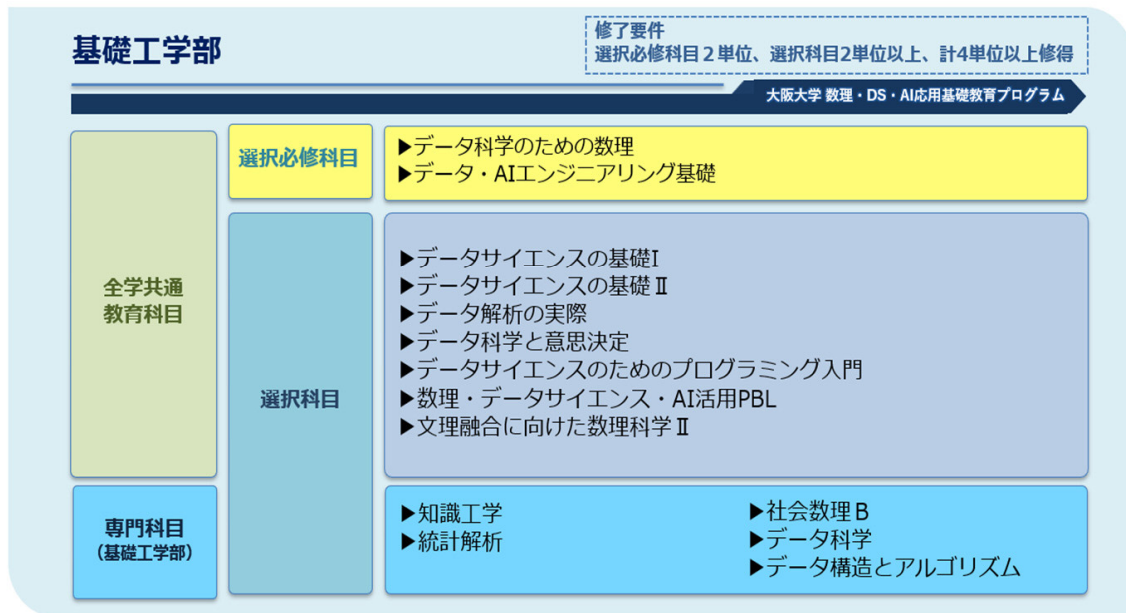 基礎工学部
修了要件
選択必修科目２単位、選択科目2単位以上、計4単位以上修得
大阪大学 数理・DS・AI応用基礎教育プログラム
全学共通
教育科目
選択必修科目
▶データ科学のための数理
▶データ・AIエンジニアリング基礎
選択科目
▶データサイエンスの基礎Ⅰ
▶データサイエンスの基礎Ⅱ
▶データ解析の実際
▶データ科学と意思決定
▶データサイエンスのためのプログラミング入門
▶数理・データサイエンス・AI活用PBL
▶文理融合に向けた数理科学Ⅱ
専門科目
（基礎工学部）
▶知識工学
▶統計解析
▶社会数理Ｂ
▶データ科学
▶データ構造とアルゴリズム